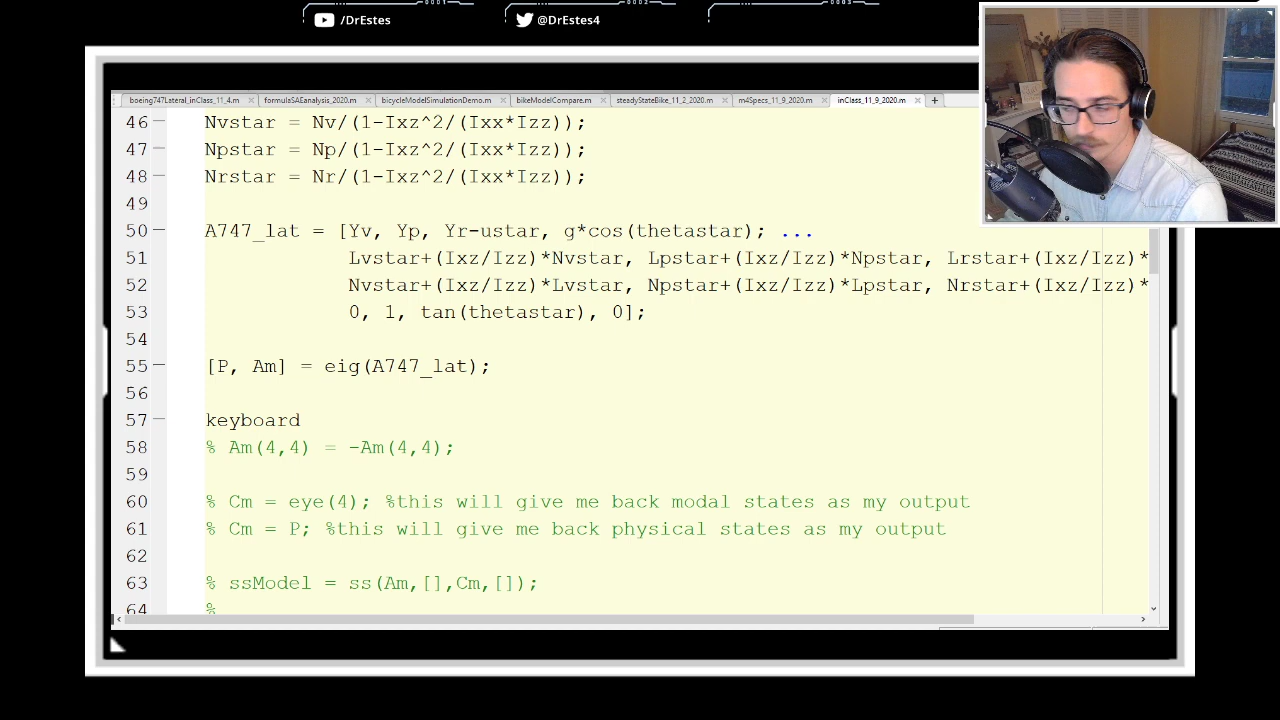 0001
0002
0003
/DrEstes
@DrEstes4
boeing747Lateral_inClass_11_4.m
formulaSAEanalysis_2020.m
bicycleModelSimulationDemo.m
bikeModelCompare.m
steadyStateBike_11_2_2020.m
m4Specs_11_9_2020.m
inClass_11_9_2020.m
46 Nvstar = Nv/(1-Ixz^2/(Ixx*Izz));
47 Npstar = Np/(1-Ixz^2/(Ixx*Izz));
48 Nrstar = Nr/(1-Ixz^2/(Ixx*Izz));
49
50 A747_lat = [Yv, Yp, Yr-ustar, g*cos(thetastar); ...
51 Lvstar+(Ixz/Izz)*Nvstar, Lpstar+(Ixz/Izz)*Npstar, Lrstar+(Ixz/Izz)*
52 Nvstar+(Ixz/Izz)*Lvstar, Npstar+(Ixz/Izz)*Lpstar, Nrstar+(Ixz/Izz)*
53 0, 1, tan(thetastar), 0];
54
55 [P, Am] = eig(A747_lat);
56
57 keyboard
58 % Am(4,4) = -Am(4,4);
59
60 % Cm = eye(4); %this will give me back modal states as my output
61 % Cm = P; %this will give me back physical states as my output
62
63 % ssModel = ss(Am,[],Cm,[]);
64 %